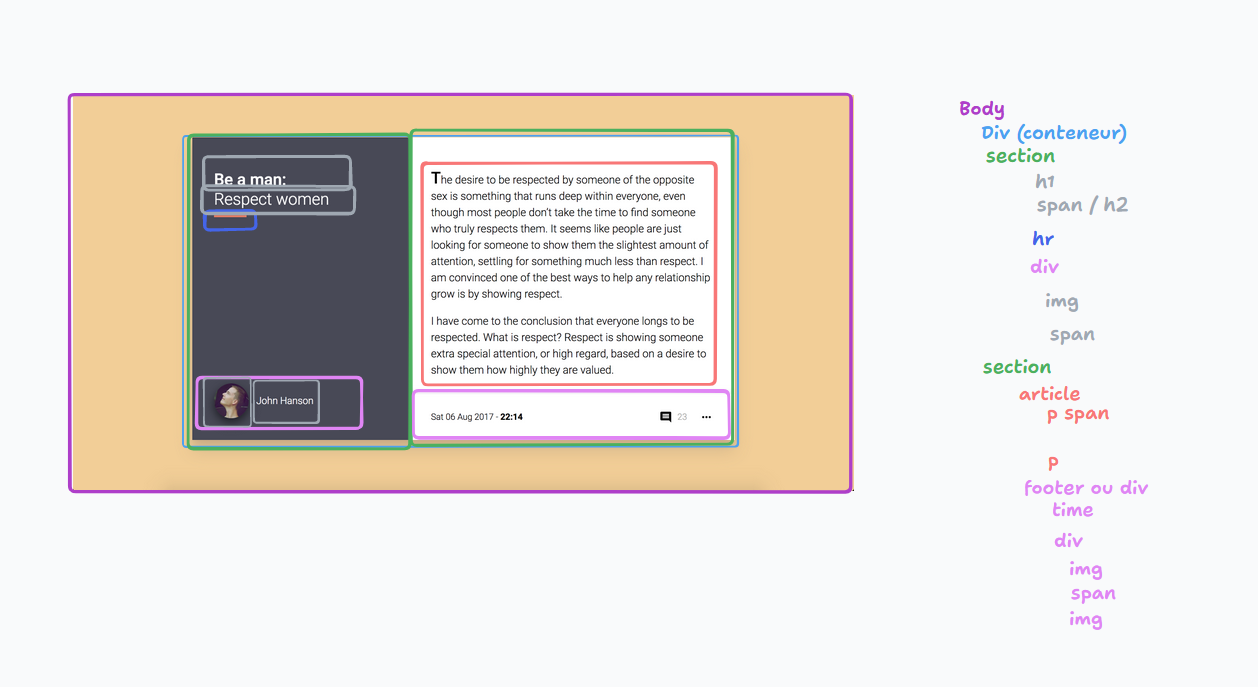 Be a man:
Respect women
John Hanson
The desire to be respected by someone of the opposite
sex is something that runs deep within everyone, even
though most people don't take the time to find someone
who truly respects them. It seems like people are just
looking for someone to show them the slightest amount of
attention, settling for something much less than respect. I
am convinced one of the best ways to help any relationship
grow is by showing respect.
I have come to the conclusion that everyone longs to be
respected. What is respect? Respect is showing someone
extra special attention, or high regard, based on a desire to
show them how highly they are valued.
Sat 06 Aug 2017 - 22:14
23
Body
Div (conteneur)
section
h1
span / h2
hr
div
img
span
section
article
p span
p
footer ou div
time
div
img
span
img